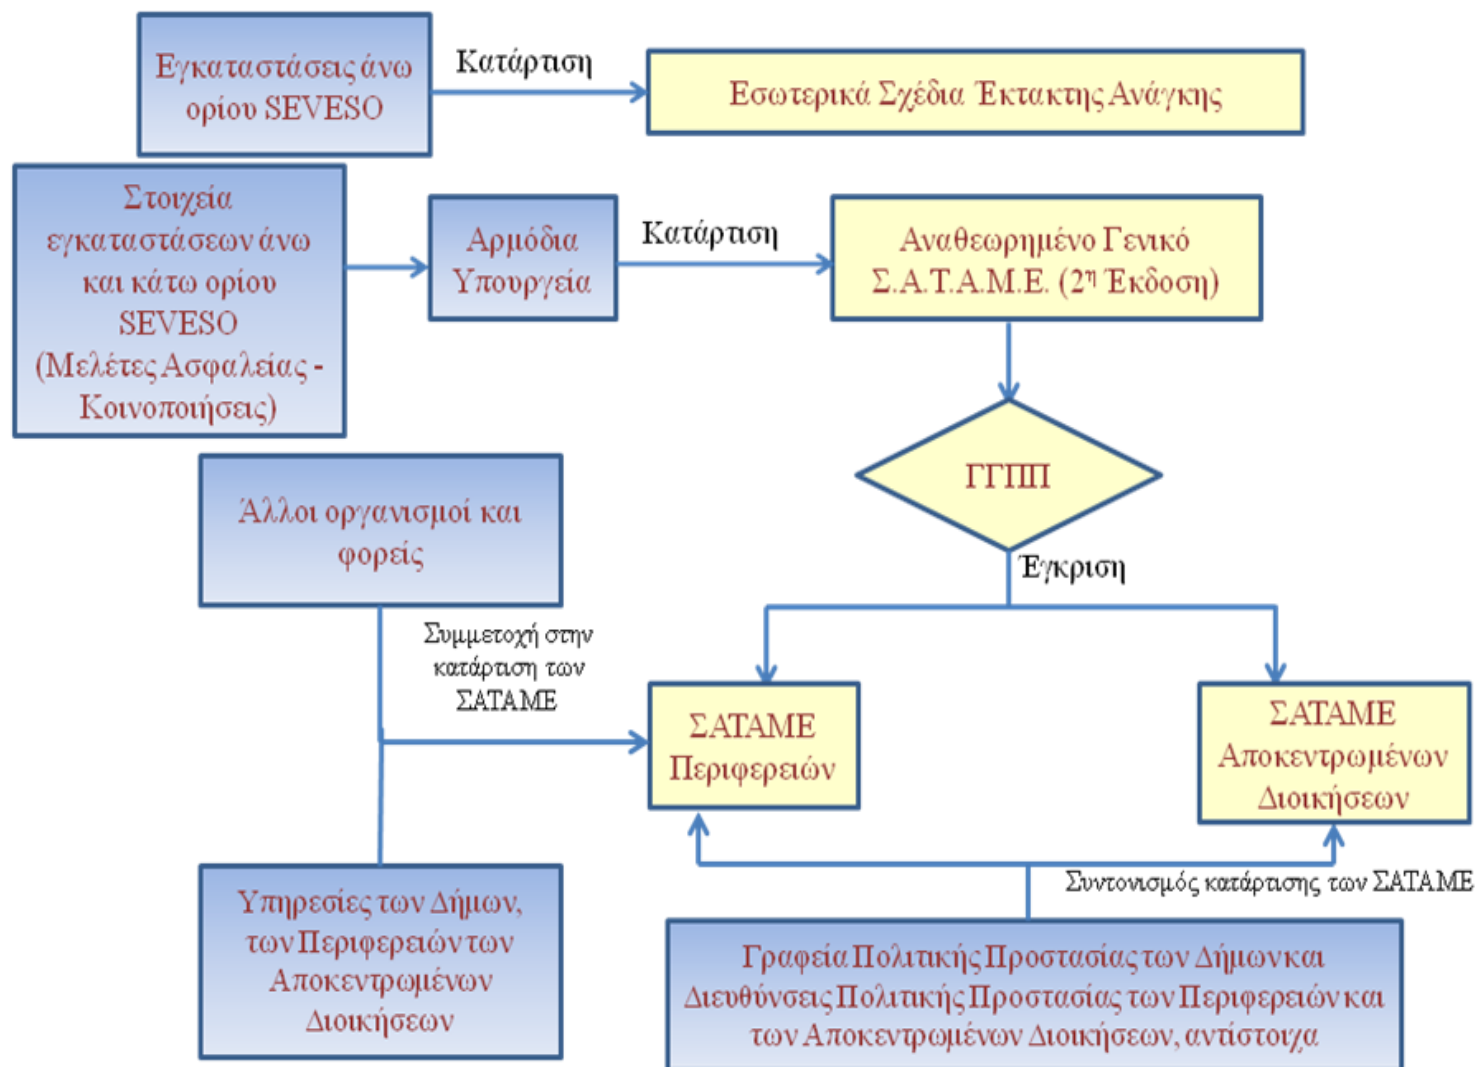 Εγκαταστάσεις άνω
ορίου SEVESO
Κατάρτιση
Εσωτερικά Σχέδια Έκτακτης Ανάγκης
Στοιχεία
εγκαταστάσεων άνω
και κάτω ορίου
SEVESO
(Μελέτες Ασφαλείας -
Κοινοποιήσεις)
Αρμόδια
Υπουργεία
Κατάρτιση
Αναθεωρημένο Γενικό
Σ.Α.Τ.Α.Μ.Ε. (2η Έκδοση)
ΓΓΠΠ
Έγκριση
Άλλοι οργανισμοί και
φορείς
Συμμετοχή στην
κατάρτιση των
ΣΑΤΑΜΕ
ΣΑΤΑΜΕ
Περιφερειών
ΣΑΤΑΜΕ
Αποκεντρωμένων
Διοικήσεων
Υπηρεσίες των Δήμων,
των Περιφερειών των
Αποκεντρωμένων
Διοικήσεων
Συντονισμός κατάρτισης των ΣΑΤΑΜΕ
Γραφεία Πολιτικής Προστασίας των Δήμων και
Διευθύνσεις Πολιτικής Προστασίας των Περιφερειών και
των Αποκεντρωμένων Διοικήσεων, αντίστοιχα